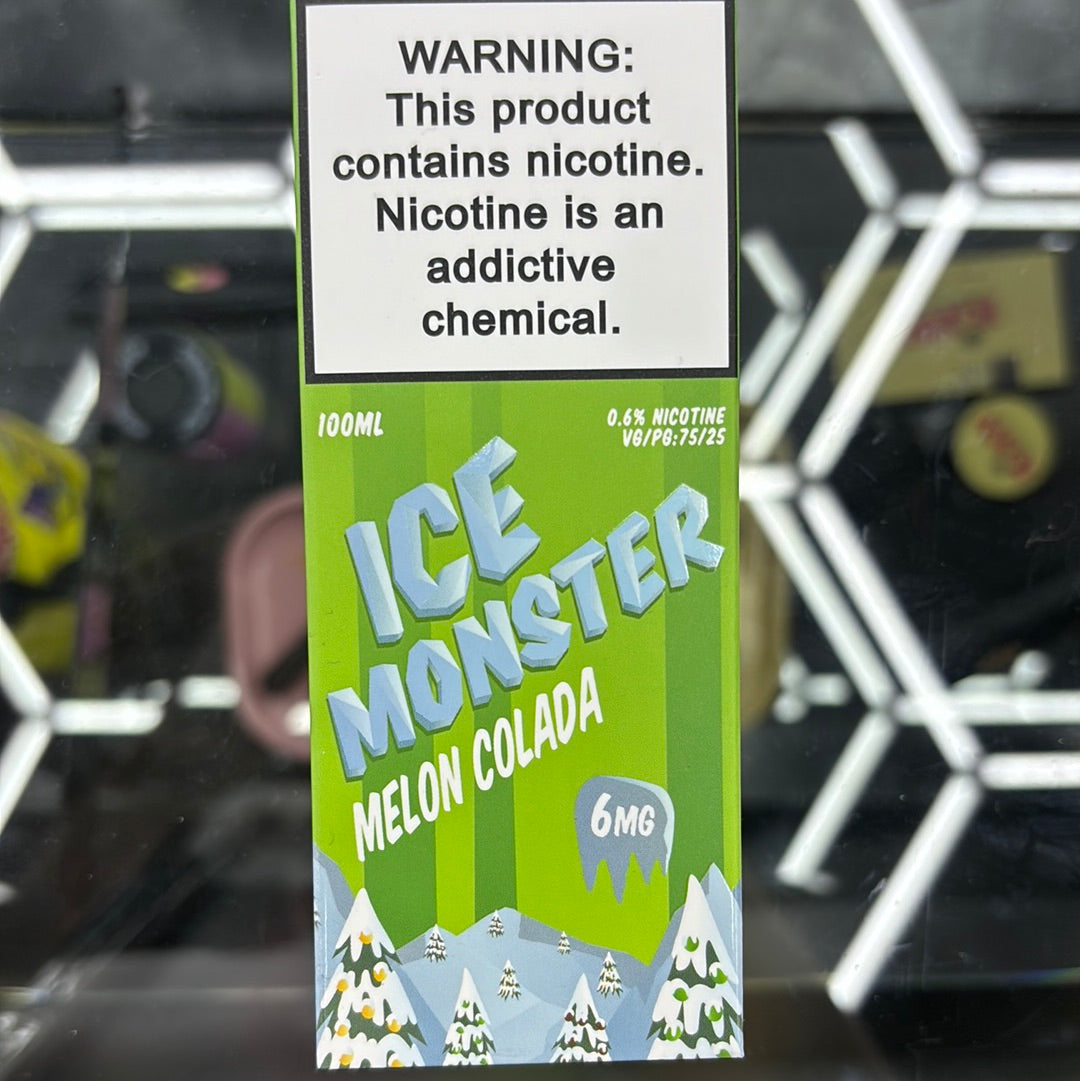 WARNING:
This product
contains nicotine.
Nicotine is an
addictive
chemical.
100ML
0.6% NICOTINE
VG/PG:75/25
ICE
MONSTER
MELON COLADA
6MG